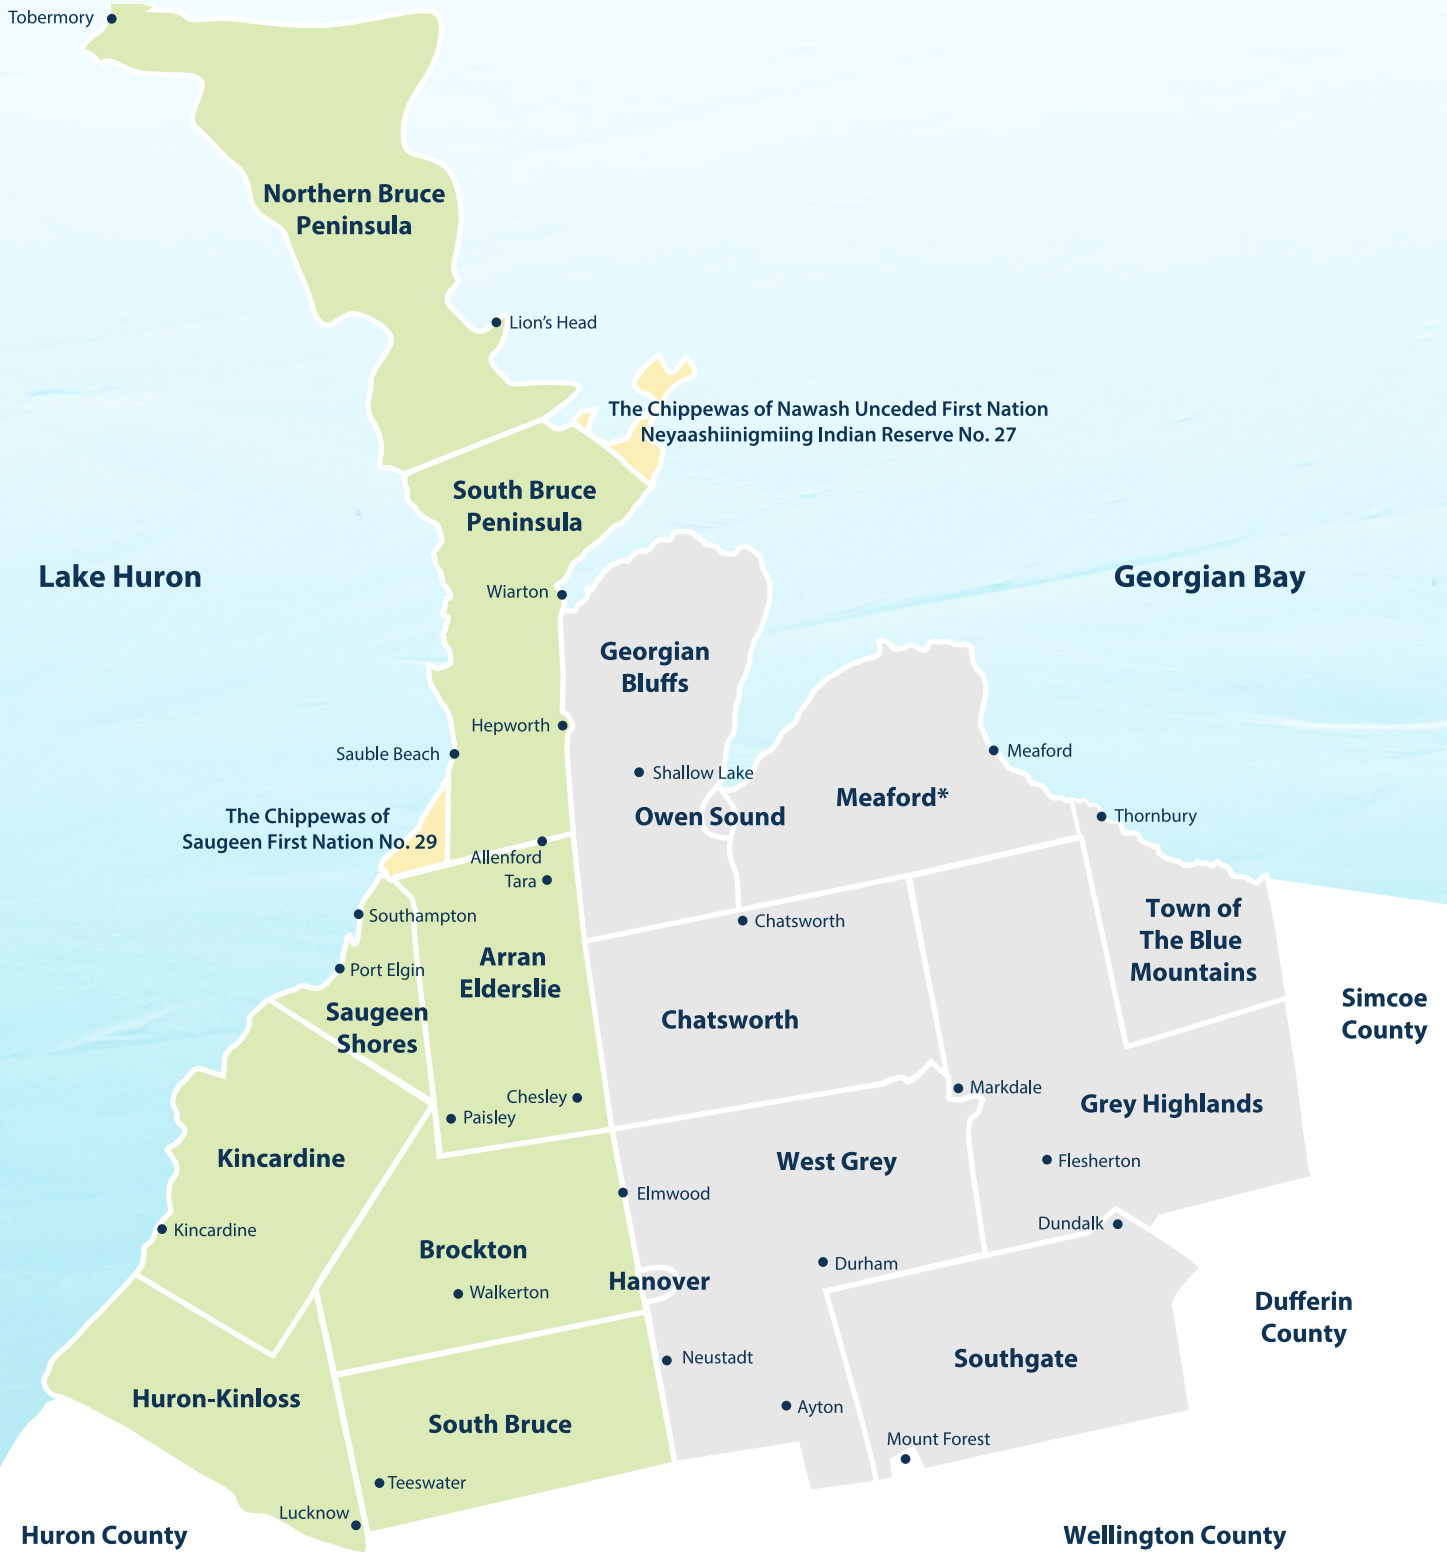 Tobermory
Northern Bruce
Peninsula
Lion's Head
The Chippewas of Nawash Unceded First Nation
Neyaashiinigmiing Indian Reserve No. 27
South Bruce
Peninsula
Lake Huron
Georgian Bay
Wiarton
Georgian
Bluffs
Hepworth
Sauble Beach
Meaford
Shallow Lake
Meaford*
Owen Sound
Thornbury
The Chippewas of
Saugeen First Nation No. 29
Allenford
Tara
Southampton
Chatsworth
Town of
The Blue
Mountains
Arran
Elderslie
Port Elgin
Saugeen
Shores
Chatsworth
Simcoe
County
Markdale
Chesley
Paisley
Grey Highlands
Kincardine
West Grey
Flesherton
Elmwood
Kincardine
Dundalk
Brockton
Durham
Hanover
Walkerton
Dufferin
County
Neustadt
Southgate
Huron-Kinloss
South Bruce
Ayton
Mount Forest
Teeswater
Lucknow
Huron County
Wellington County